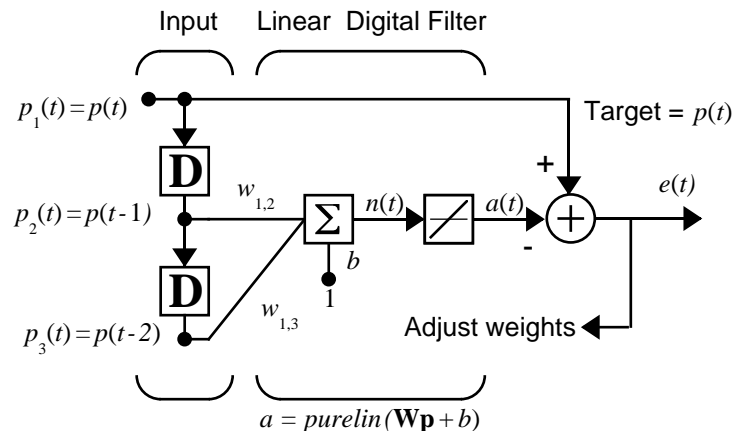 Input Linear Digital Filter
p₁(t) = p(t)
Target = p(t)
D
+
e(t)
w₁,₂
n(t)
a(t)
p₂(t) = p(t-1)
Σ
+
-
b
D
1
w₁,₃
p₃(t) = p(t-2)
Adjust weights
a = purelin(Wp + b)